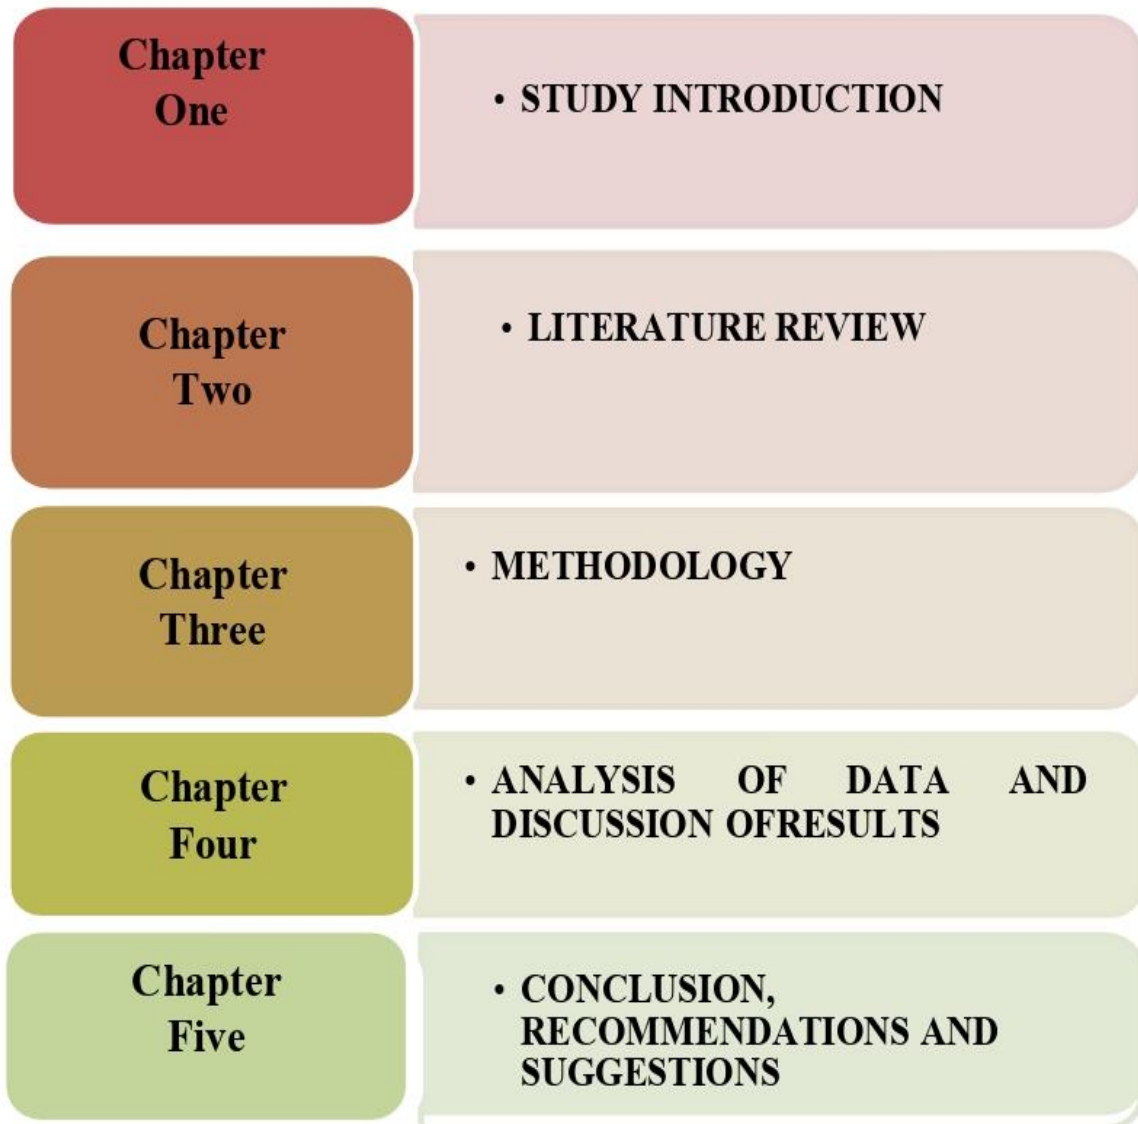 Chapter
One
• STUDY INTRODUCTION
Chapter
Two
• LITERATURE REVIEW
Chapter
Three
• METHODOLOGY
Chapter
Four
• ANALYSIS OF DATA AND
DISCUSSION OFRESULTS
Chapter
Five
• CONCLUSION,
RECOMMENDATIONS AND
SUGGESTIONS